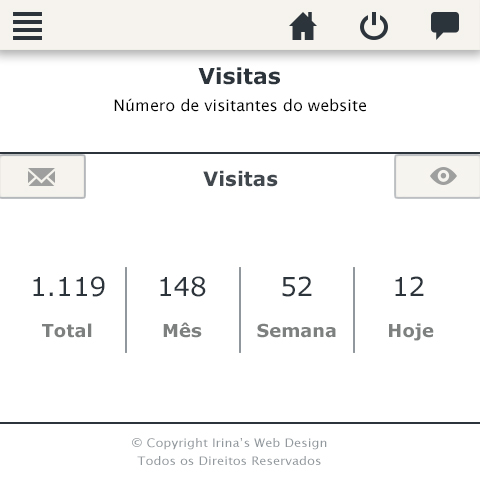 Visitas
Número de visitantes do website
Visitas
1.119 148 52 12
Total Mês Semana Hoje
© Copyright Irina's Web Design
Todos os Direitos Reservados